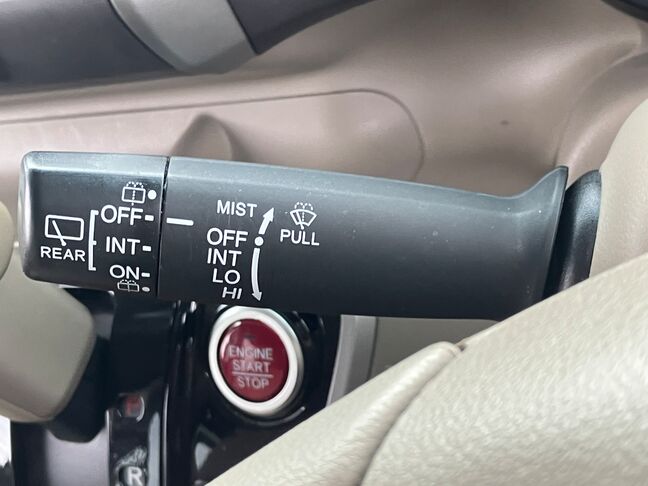 OFF
INT
REAR
ON
MIST
PULL
OFF
INT
LO
HI
ENGINE
START
STOP
R